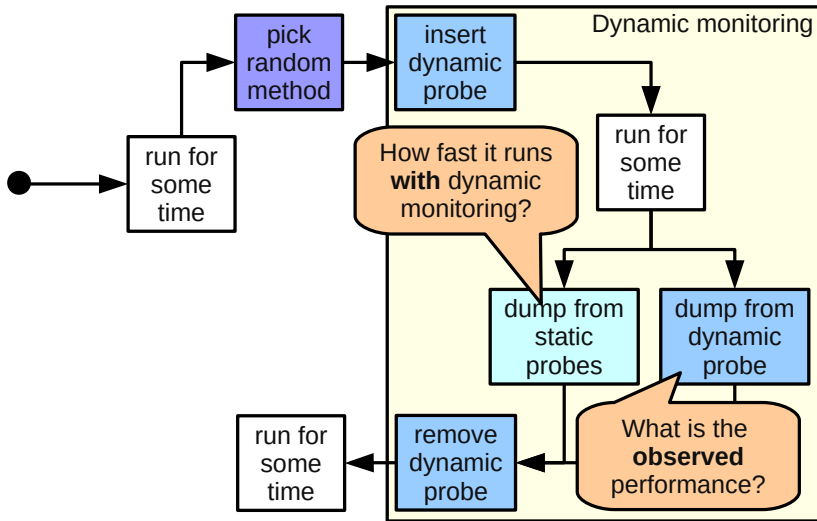 Dynamic monitoring
pick
random
method
insert
dynamic
probe
run for
some
time
run for
some
time
How fast it runs
with dynamic
monitoring?
dump from
static
probes
dump from
dynamic
probe
run for
some
time
remove
dynamic
probe
What is the
observed
performance?